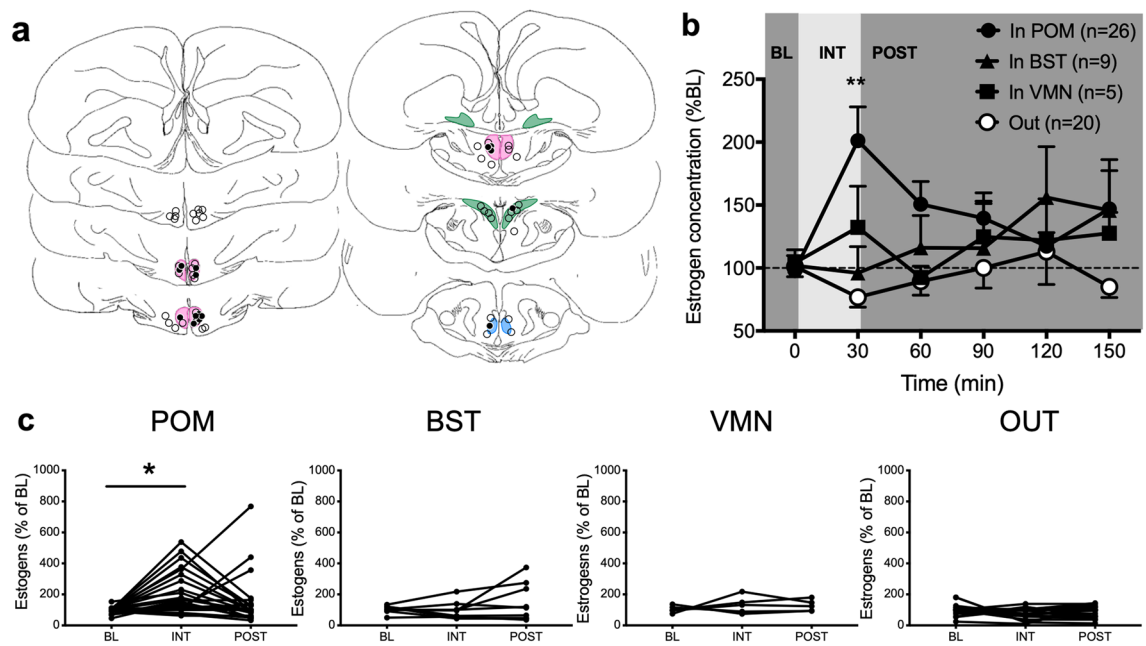 a
b
BL INT POST
In POM (n=26)
In BST (n=9)
In VMN (n=5)
Out (n=20)
**
Estrogen concentration (%BL)
250
200
150
100
50
0 30 60 90 120 150
Time (min)
c
POM BST VMN OUT
*
Estogens (% of BL)
1000
800
600
400
200
0
BL INT POST
Estogens (% of BL)
1000
800
600
400
200
0
BL INT POST
Estrogesns (% of BL)
1000
800
600
400
200
0
BL INT POST
Estrogens (% of BL)
1000
800
600
400
200
0
BL INT POST